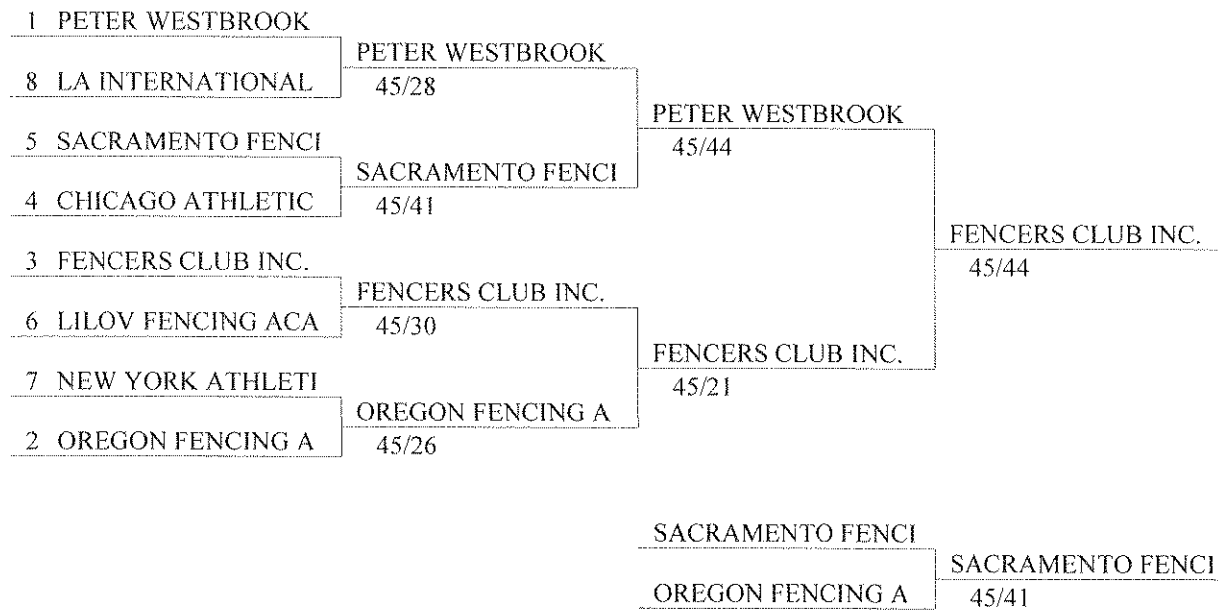 1 PETER WESTBROOK
8 LA INTERNATIONAL
5 SACRAMENTO FENCI
4 CHICAGO ATHLETIC
3 FENCERS CLUB INC.
6 LILOV FENCING ACA
7 NEW YORK ATHLETI
2 OREGON FENCING A
PETER WESTBROOK
45/28
SACRAMENTO FENCI
45/41
FENCERS CLUB INC.
45/30
OREGON FENCING A
45/26
PETER WESTBROOK
45/44
FENCERS CLUB INC.
45/21
FENCERS CLUB INC.
45/44
SACRAMENTO FENCI
OREGON FENCING A
SACRAMENTO FENCI
45/41